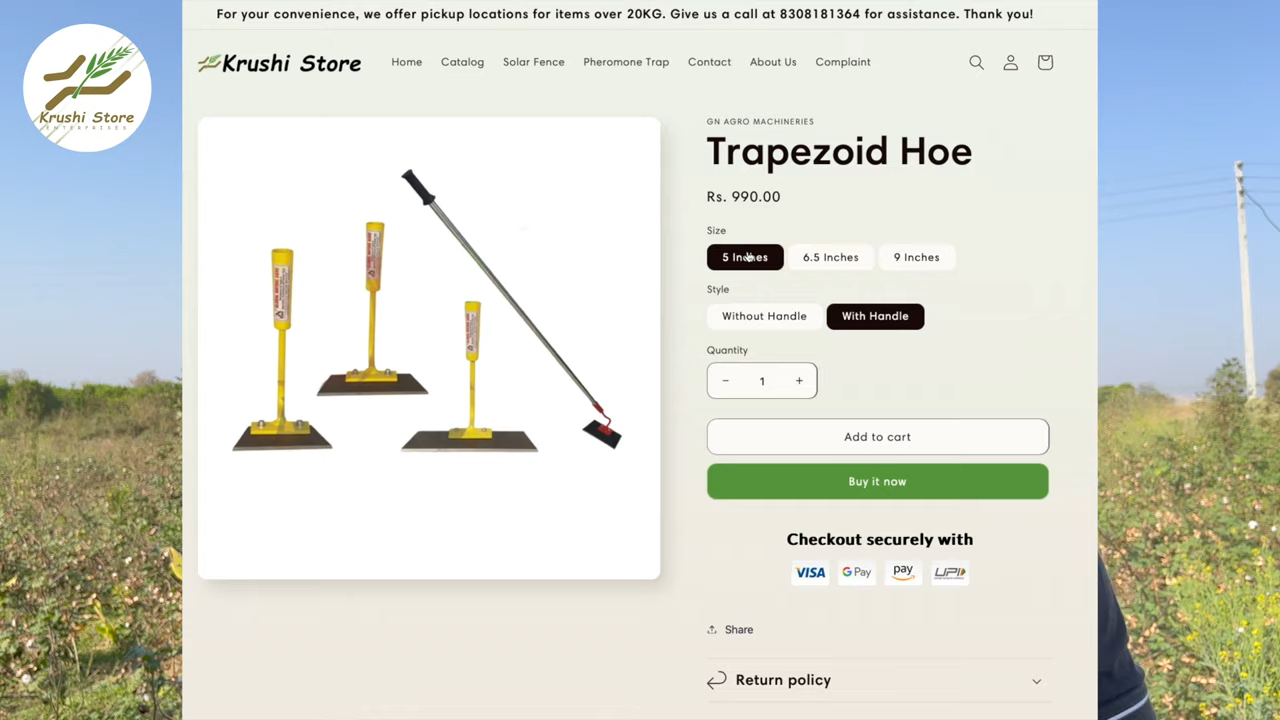 For your convenience, we offer pickup locations for items over 20KG. Give us a call at 8308181364 for assistance. Thank you!
Krushi Store
ENTERPRISES
Krushi Store
Home Catalog Solar Fence Pheromone Trap Contact About Us Complaint
GN AGRO MACHINERIES
Trapezoid Hoe
Rs. 990.00
Size
5 Inches 6.5 Inches 9 Inches
Style
Without Handle With Handle
Quantity
− 1 +
Add to cart
Buy it now
Checkout securely with
VISA G Pay pay UPI
Share
Return policy